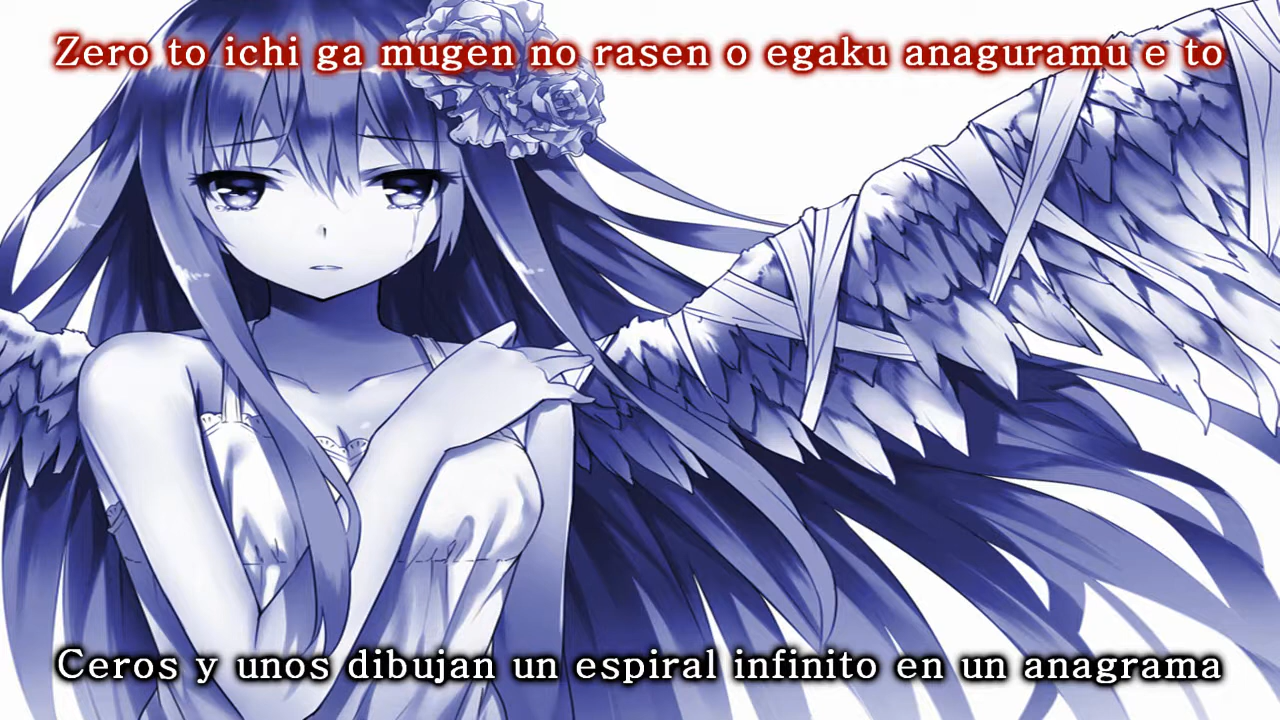 Zero to ichi ga mugen no rasen o egaku anaguramu e to
Ceros y unos dibujan un espiral infinito en un anagrama